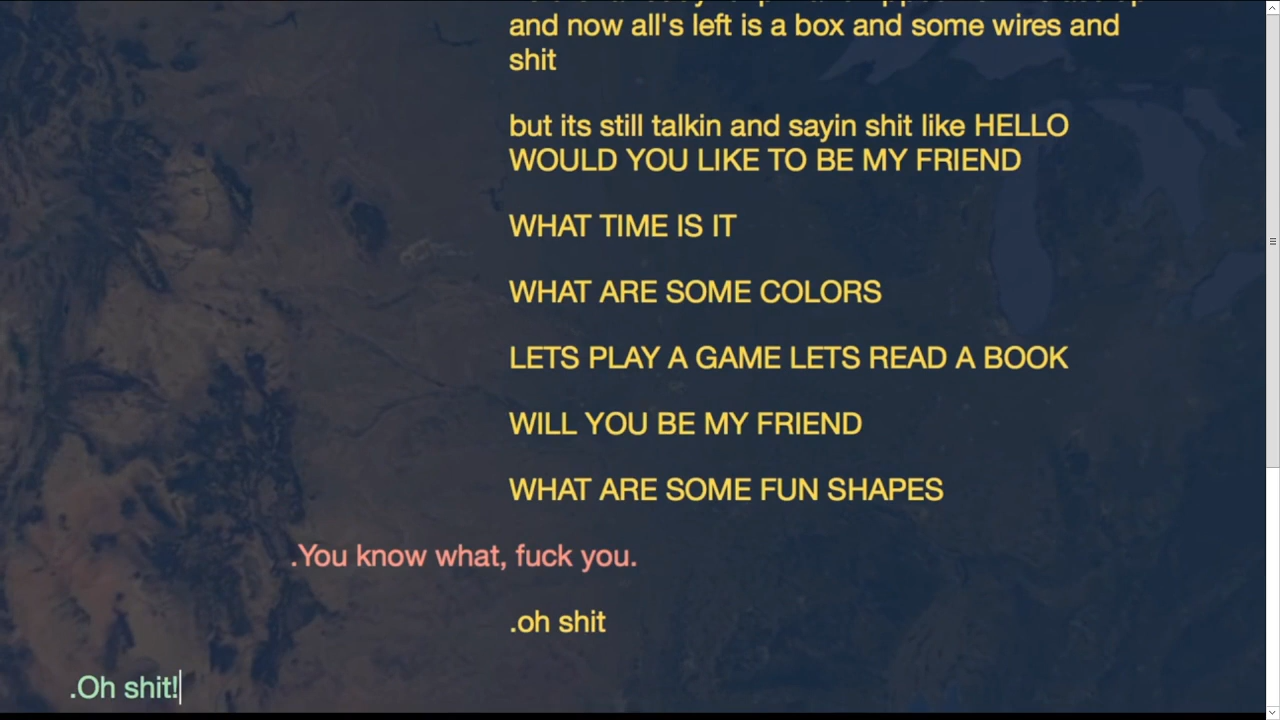 and now all's left is a box and some wires and
shit
but its still talkin and sayin shit like HELLO
WOULD YOU LIKE TO BE MY FRIEND
WHAT TIME IS IT
WHAT ARE SOME COLORS
LETS PLAY A GAME LETS READ A BOOK
WILL YOU BE MY FRIEND
WHAT ARE SOME FUN SHAPES
.You know what, fuck you.
.oh shit
.Oh shit!